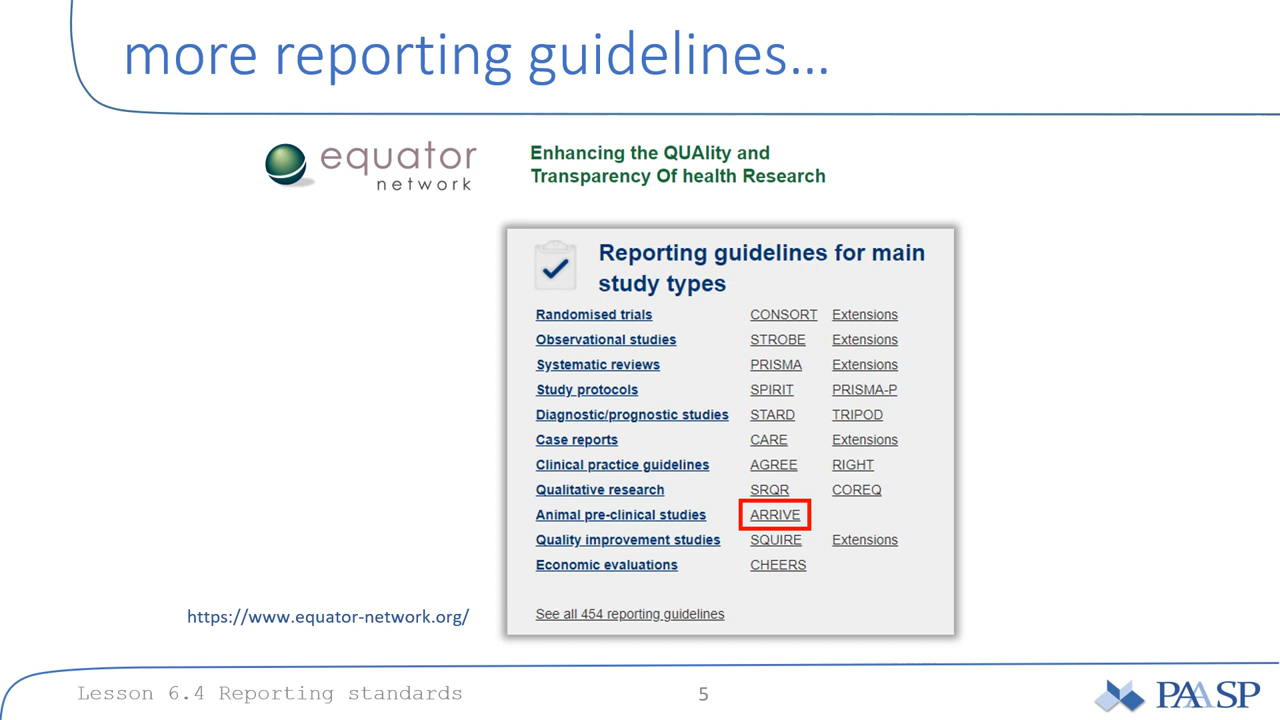 more reporting guidelines...
equator
network
Enhancing the QUAlity and
Transparency Of health Research
Reporting guidelines for main
study types
Randomised trials CONSORT Extensions
Observational studies STROBE Extensions
Systematic reviews PRISMA Extensions
Study protocols SPIRIT PRISMA-P
Diagnostic/prognostic studies STARD TRIPOD
Case reports CARE Extensions
Clinical practice guidelines AGREE RIGHT
Qualitative research SRQR COREQ
Animal pre-clinical studies ARRIVE
Quality improvement studies SQUIRE Extensions
Economic evaluations CHEERS
See all 454 reporting guidelines
https://www.equator-network.org/
Lesson 6.4 Reporting standards
5
PAASP